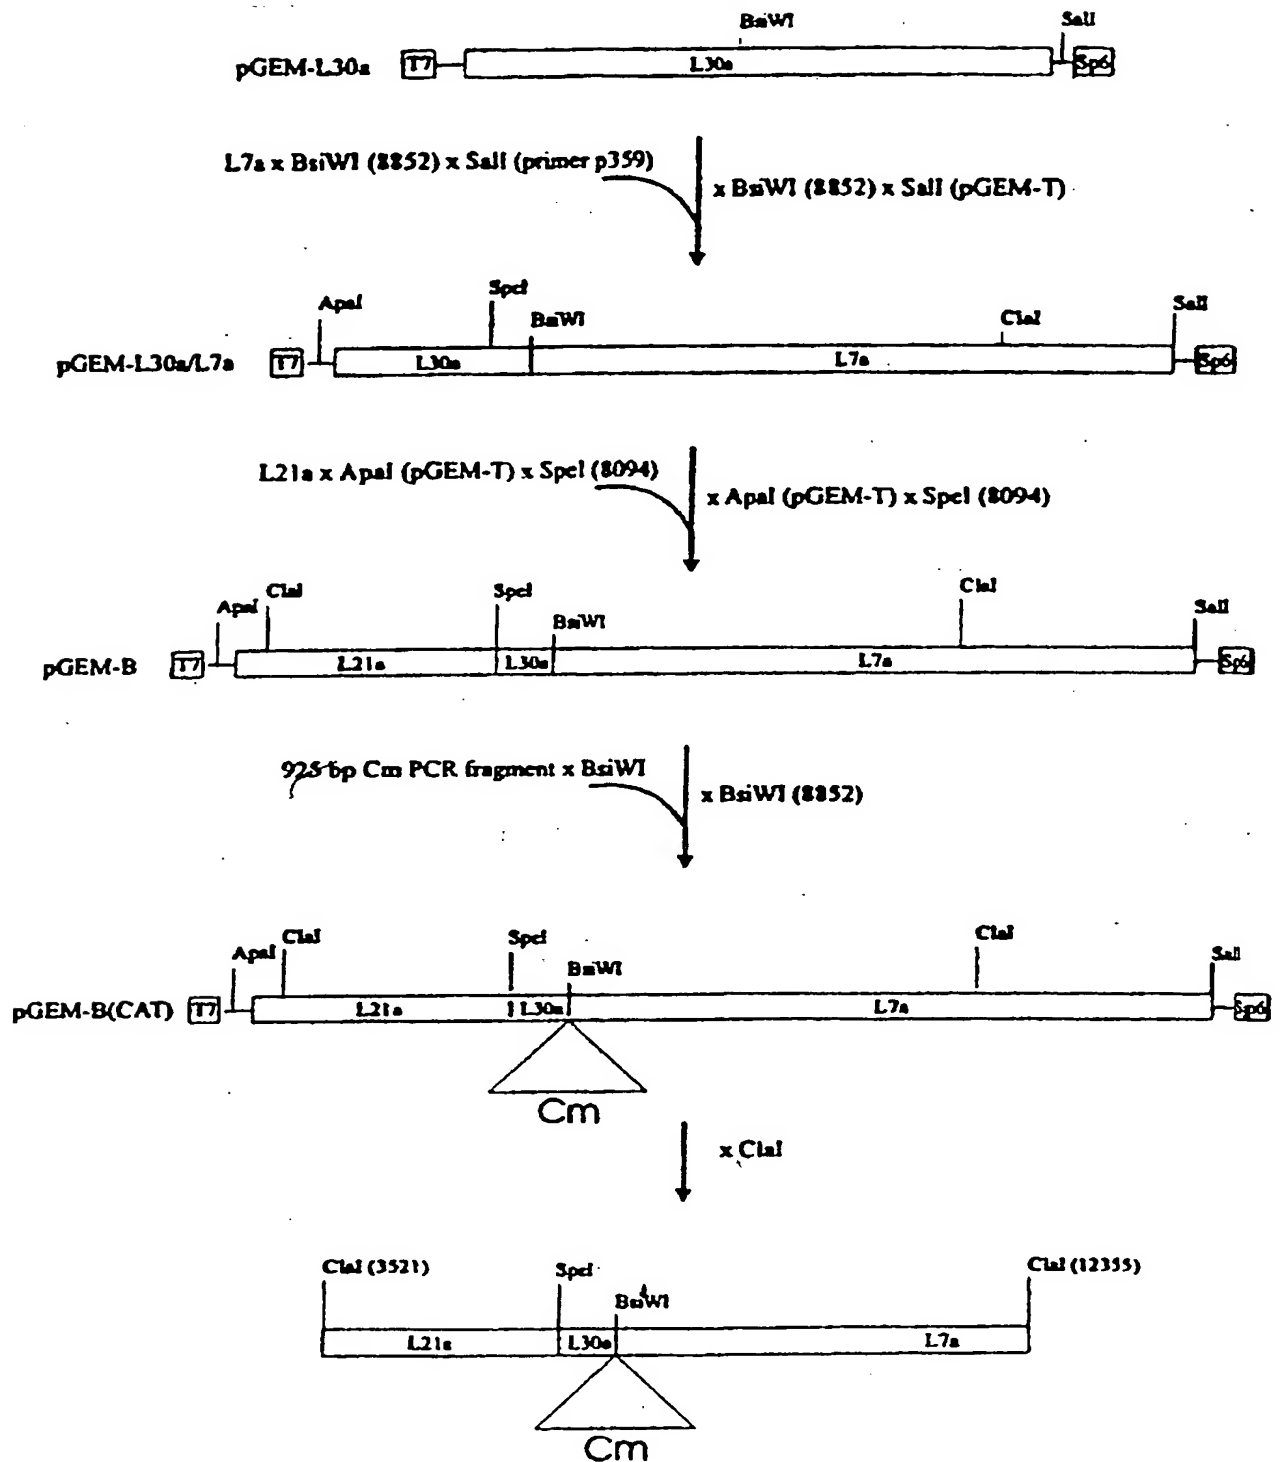 BsiWI SalI
pGEM-L30a T7 L30a Sp6
L7a x BsiWI (8852) x SalI (primer p359)
x BsiWI (8852) x SalI (pGEM-T)
ApaI SpeI BsiWI ClaI SalI
pGEM-L30a/L7a T7 L30a L7a Sp6
L21a x ApaI (pGEM-T) x SpeI (8094)
x ApaI (pGEM-T) x SpeI (8094)
ApaI ClaI SpeI BsiWI ClaI SalI
pGEM-B T7 L21a L30a L7a Sp6
925 bp Cm PCR fragment x BsiWI
x BsiWI (8852)
ApaI ClaI SpeI BsiWI ClaI SalI
pGEM-B(CAT) T7 L21a L30a L7a Sp6
Cm
x ClaI
ClaI (3521) SpeI BsiWI ClaI (12355)
L21a L30a L7a
Cm